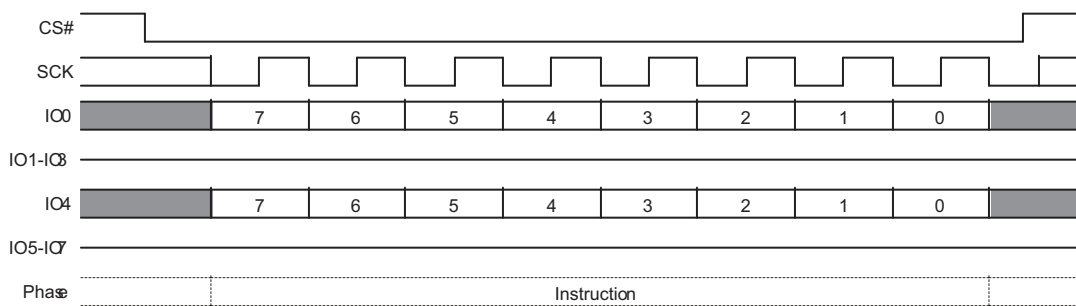 CS#
SCK
IO0 7 6 5 4 3 2 1 0
IO1-IO3
IO4 7 6 5 4 3 2 1 0
IO5-IO7
Phase Instruction